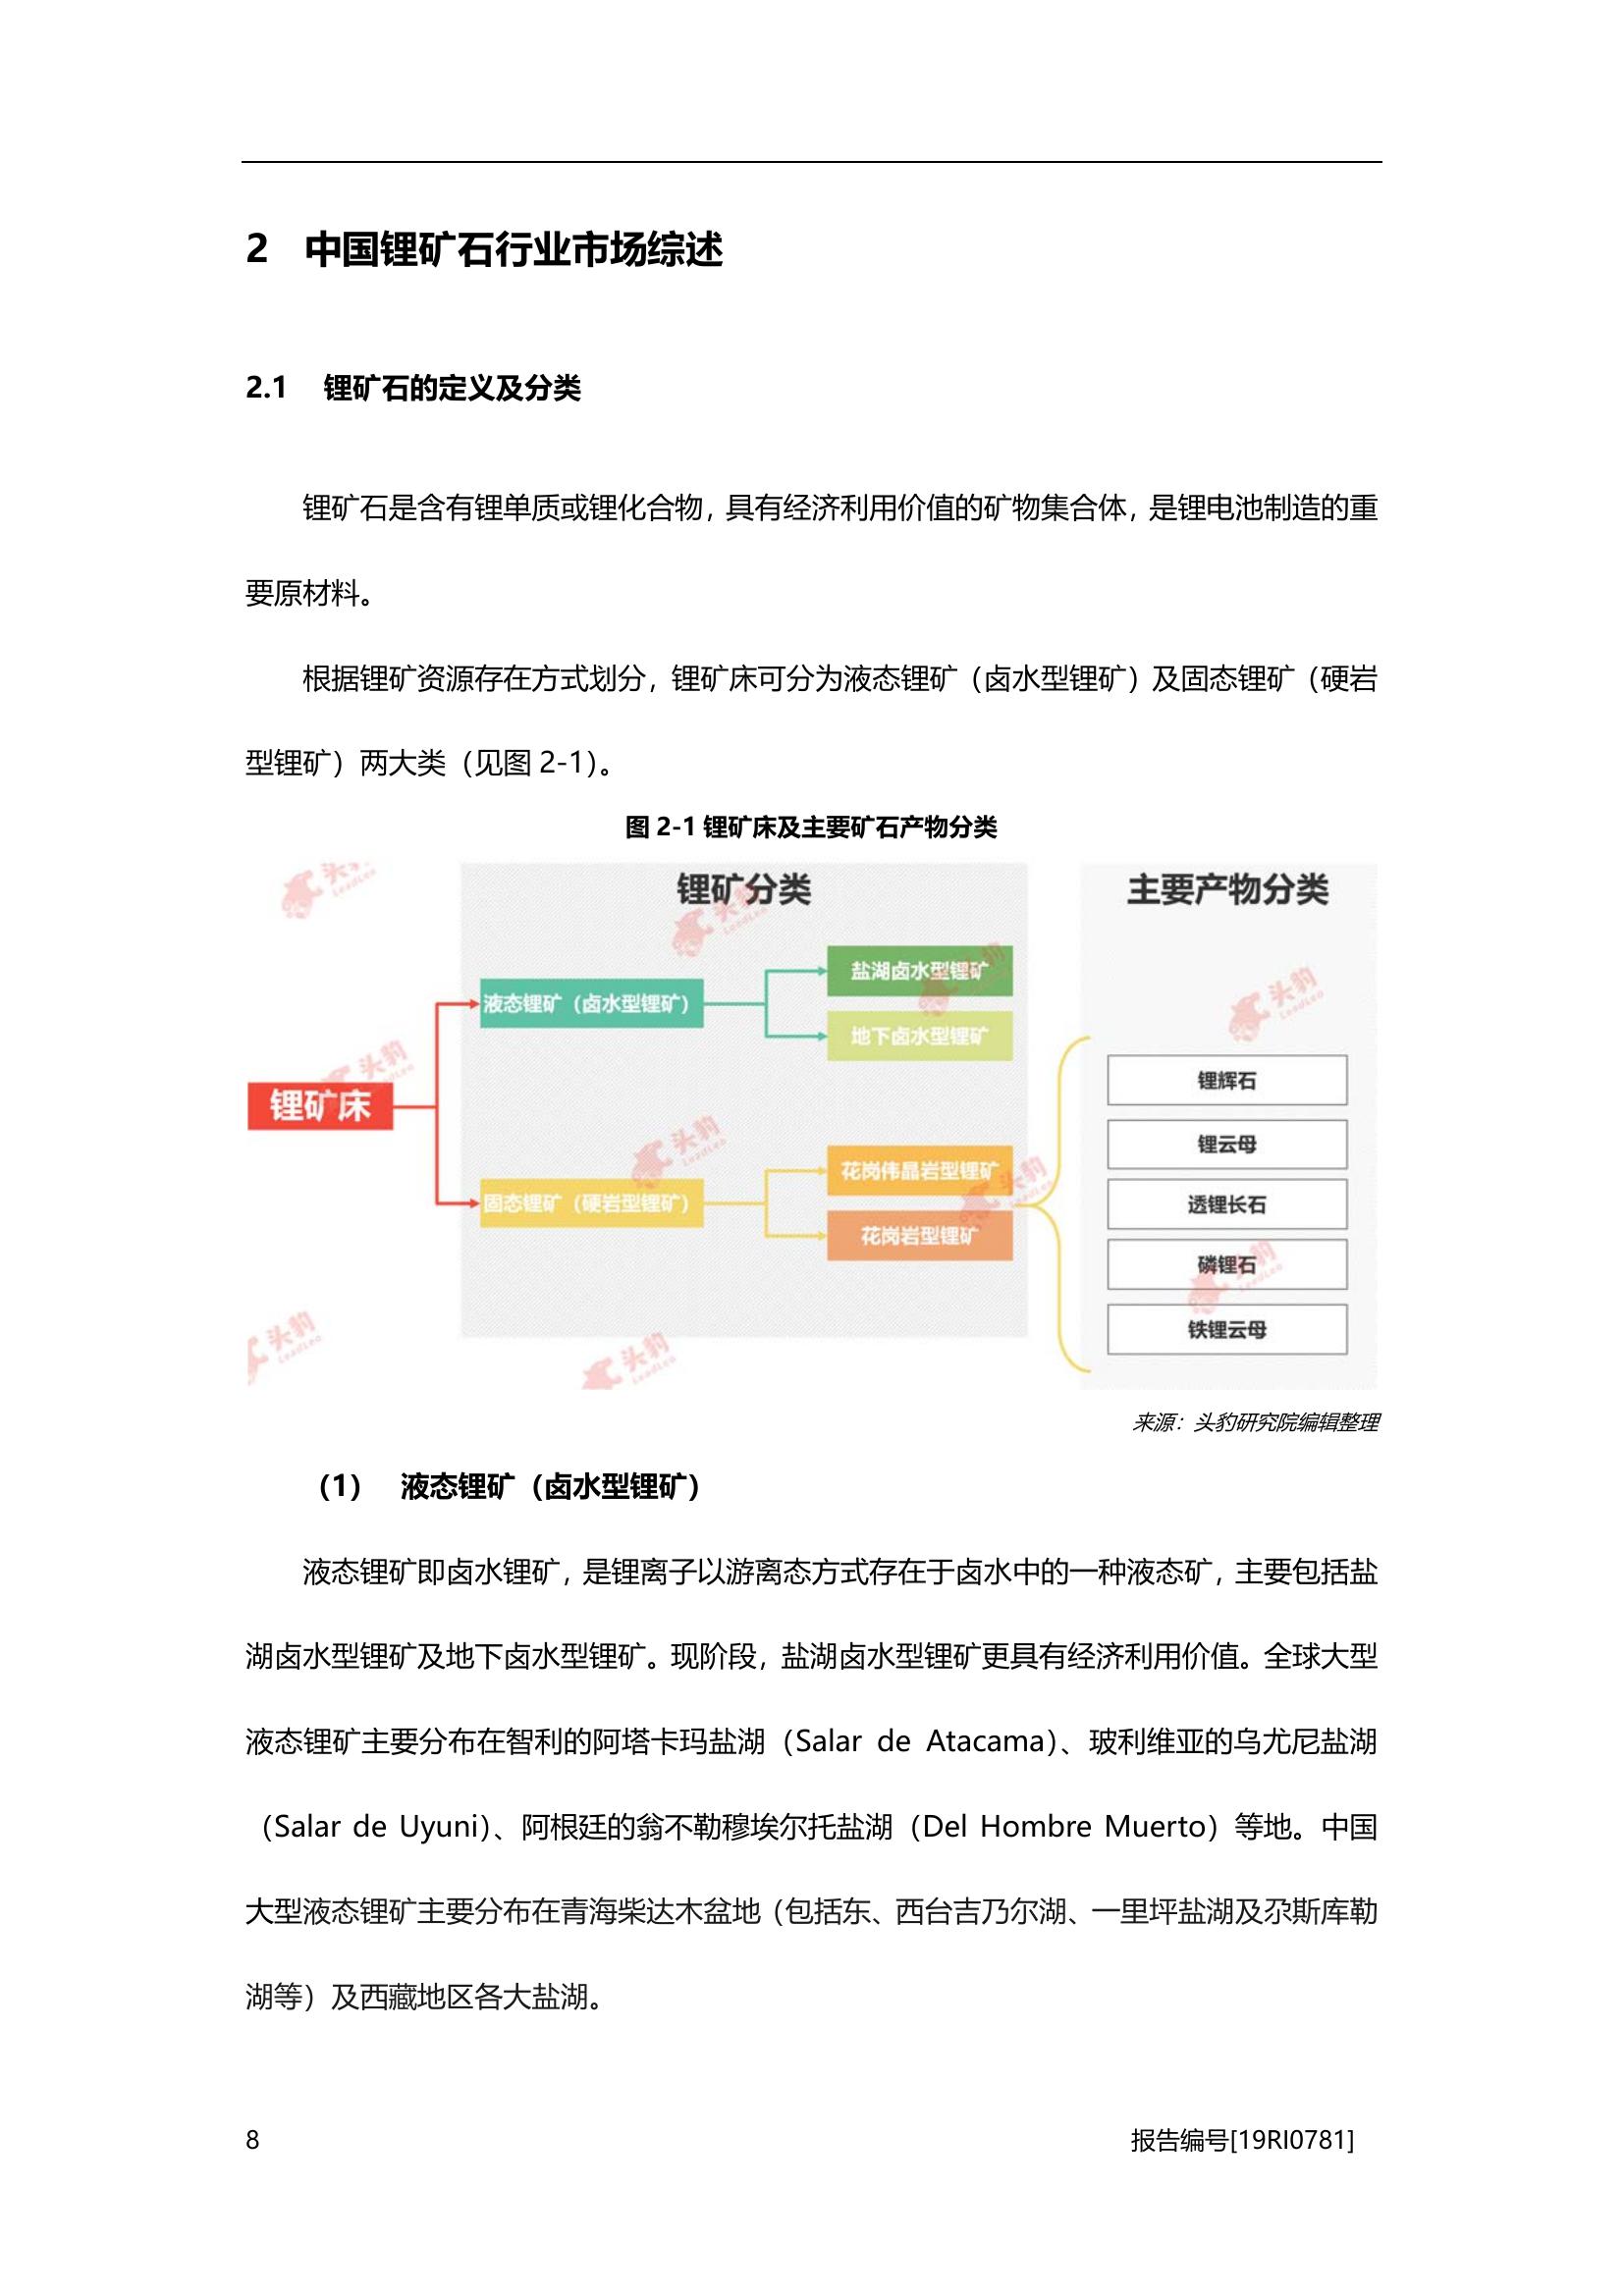 2 中国锂矿石行业市场综述
2.1 锂矿石的定义及分类
锂矿石是含有锂单质或锂化合物，具有经济利用价值的矿物集合体，是锂电池制造的重
要原材料。
根据锂矿资源存在方式划分，锂矿床可分为液态锂矿（卤水型锂矿）及固态锂矿（硬岩
型锂矿）两大类（见图 2-1）。
图 2-1 锂矿床及主要矿石产物分类
锂矿分类
主要产物分类
锂矿床
液态锂矿（卤水型锂矿）
盐湖卤水型锂矿
地下卤水型锂矿
固态锂矿（硬岩型锂矿）
花岗伟晶岩型锂矿
花岗岩型锂矿
锂辉石
锂云母
透锂长石
磷锂石
铁锂云母
头豹
LeadLeo
头豹
LeadLeo
头豹
LeadLeo
头豹
LeadLeo
头豹
LeadLeo
头豹
LeadLeo
头豹
LeadLeo
来源：头豹研究院编辑整理
（1） 液态锂矿（卤水型锂矿）
液态锂矿即卤水锂矿，是锂离子以游离态方式存在于卤水中的一种液态矿，主要包括盐
湖卤水型锂矿及地下卤水型锂矿。现阶段，盐湖卤水型锂矿更具有经济利用价值。全球大型
液态锂矿主要分布在智利的阿塔卡玛盐湖（Salar de Atacama）、玻利维亚的乌尤尼盐湖
（Salar de Uyuni）、阿根廷的翁不勒穆埃尔托盐湖（Del Hombre Muerto）等地。中国
大型液态锂矿主要分布在青海柴达木盆地（包括东、西台吉乃尔湖、一里坪盐湖及尕斯库勒
湖等）及西藏地区各大盐湖。
8
报告编号[19RI0781]